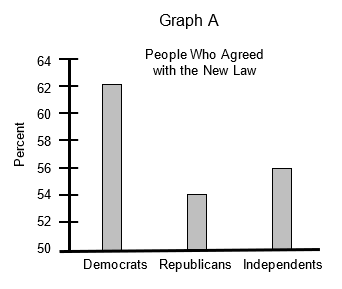 Graph A
People Who Agreed
with the New Law
64
62
60
58
56
54
52
50
Percent
Democrats Republicans Independents